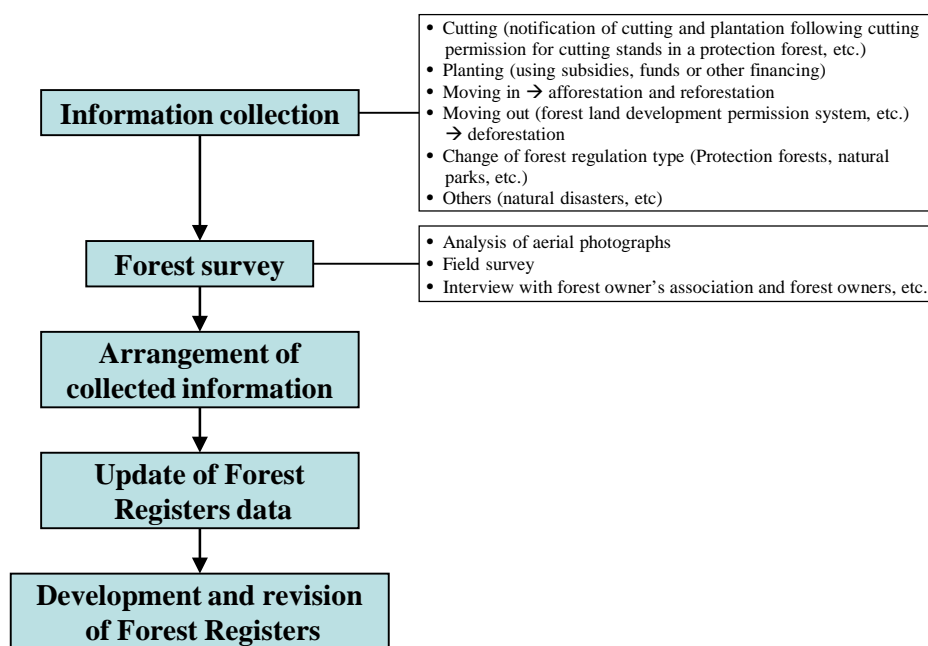 • Cutting (notification of cutting and plantation following cutting
permission for cutting stands in a protection forest, etc.)
• Planting (using subsidies, funds or other financing)
• Moving in → afforestation and reforestation
• Moving out (forest land development permission system, etc.)
→ deforestation
• Change of forest regulation type (Protection forests, natural
parks, etc.)
• Others (natural disasters, etc)
Information collection
• Analysis of aerial photographs
• Field survey
• Interview with forest owner's association and forest owners, etc.
Forest survey
Arrangement of
collected information
Update of Forest
Registers data
Development and revision
of Forest Registers